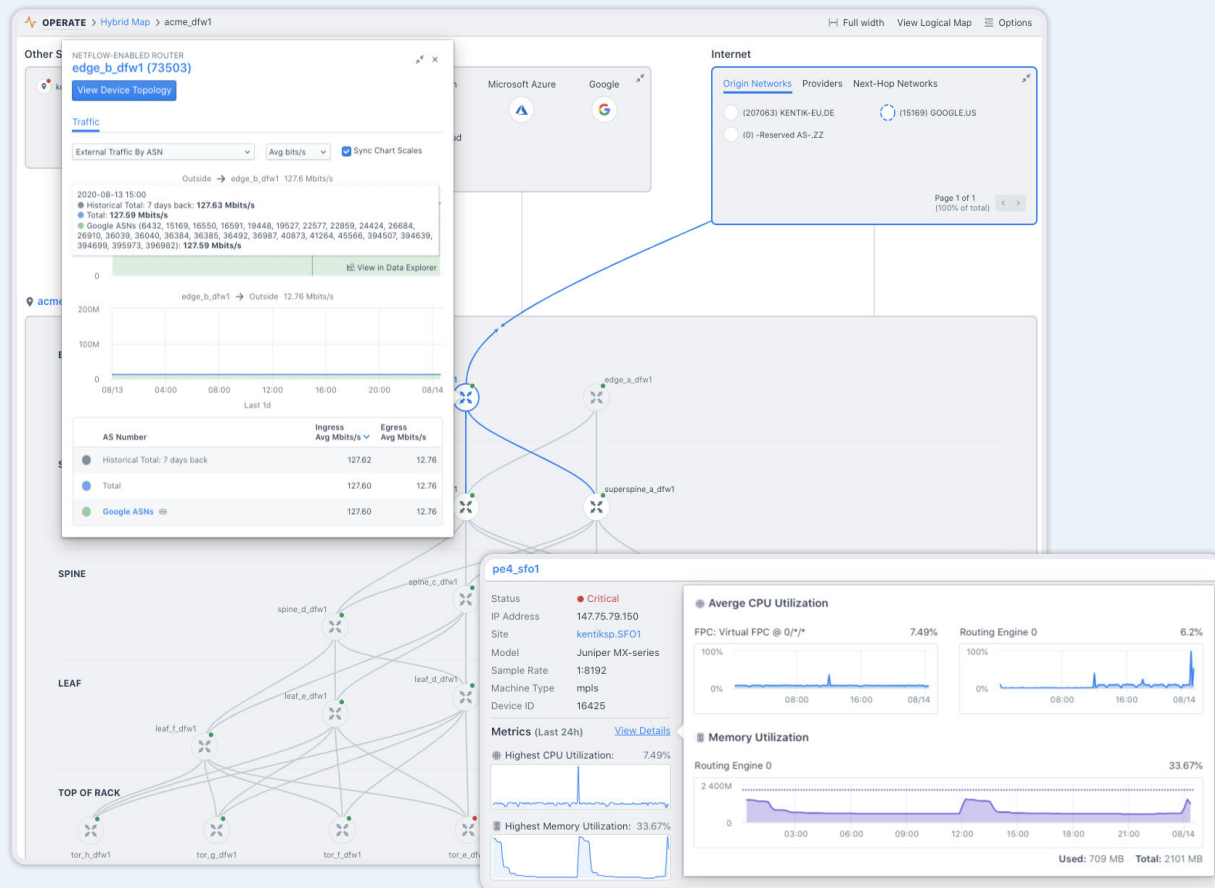 OPERATE > Hybrid Map > acme_dfw1
Full width View Logical Map Options
Other S
Internet
NETFLOW-ENABLED ROUTER
edge_b_dfw1 (73503)
View Device Topology
Traffic
External Traffic By ASN Avg bits/s Sync Chart Scales
Outside → edge_b_dfw1 127.6 Mbits/s
2020-08-13 15:00
Historical Total: 7 days back: 127.63 Mbits/s
Total: 127.59 Mbits/s
Google ASNs (6432, 15169, 16550, 16591, 19448, 19527, 22577, 22859, 24424, 26684,
26910, 36039, 36040, 36384, 36385, 36492, 36987, 40873, 41264, 45566, 394507, 394639,
394699, 395973, 396982): 127.59 Mbits/s
0
View in Data Explorer
edge_b_dfw1 → Outside 12.76 Mbits/s
200M
100M
0
08/13 04:00 08:00 12:00 16:00 20:00 08/14
Last 1d
AS Number Ingress Avg Mbits/s Egress Avg Mbits/s
Historical Total: 7 days back 127.62 12.76
Total 127.60 12.76
Google ASNs 127.60 12.76
Microsoft Azure Google
Origin Networks Providers Next-Hop Networks
(207063) KENTIK-EU,DE (15169) GOOGLE,US
(0) -Reserved AS-,ZZ
Page 1 of 1
(100% of total)
acme
edge_a_dfw1
superspine_a_dfw1
SPINE
spine_c_dfw1
spine_d_dfw1
LEAF
leaf_d_dfw1
leaf_e_dfw1
leaf_f_dfw1
TOP OF RACK
tor_h_dfw1 tor_g_dfw1 tor_f_dfw1 tor_e_dfw
pe4_sfo1
Status Critical
IP Address 147.75.79.150
Site kentiksp.SFO1
Model Juniper MX-series
Sample Rate 1:8192
Machine Type mpls
Device ID 16425
Metrics (Last 24h) View Details
Highest CPU Utilization: 7.49%
Highest Memory Utilization: 33.67%
Averge CPU Utilization
FPC: Virtual FPC @ 0/*/* 7.49%
100%
0%
08:00 16:00 08/14
Routing Engine 0 6.2%
100%
0%
08:00 16:00 08/14
Memory Utilization
Routing Engine 0 33.67%
2 400M
0
03:00 06:00 09:00 12:00 15:00 18:00 21:00 08/14
Used: 709 MB Total: 2101 MB